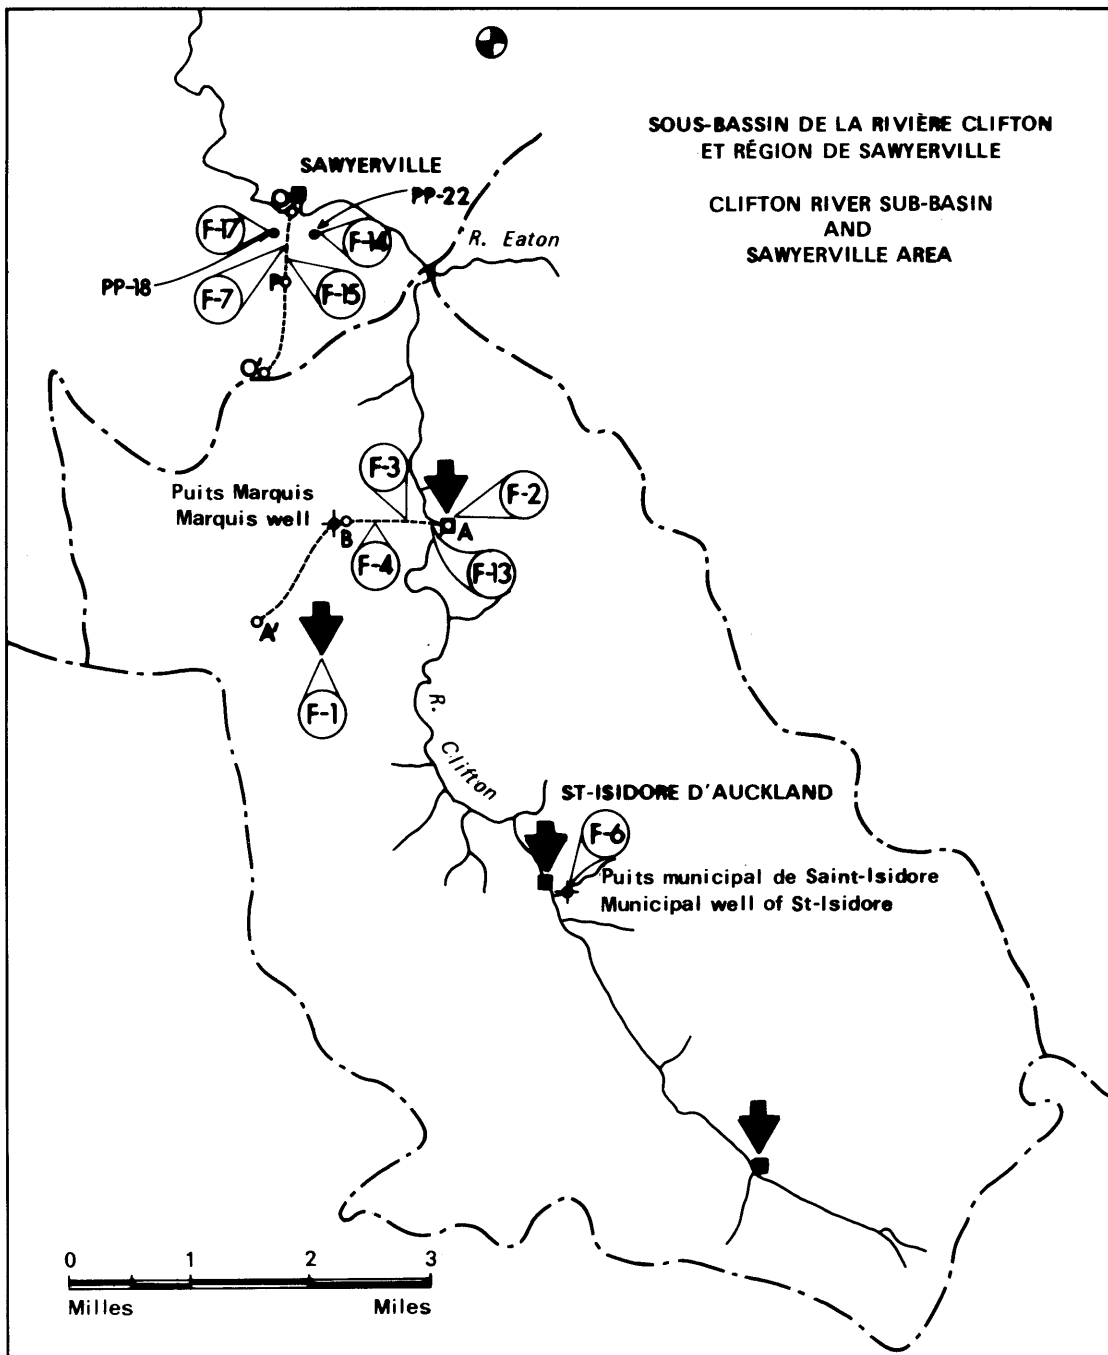 SOUS-BASSIN DE LA RIVIÈRE CLIFTON
ET RÉGION DE SAWYERVILLE
CLIFTON RIVER SUB-BASIN
AND
SAWYERVILLE AREA
SAWYERVILLE
O
PP-22
F-17
F-14
R. Eaton
PP-18
F-7
P
F-15
O'
F-3
Puits Marquis
Marquis well
F-2
B
A
F-4
F-13
A'
F-1
R. Clifton
ST-ISIDORE D'AUCKLAND
F-6
Puits municipal de Saint-Isidore
Municipal well of St-Isidore
0 1 2 3
Milles Miles